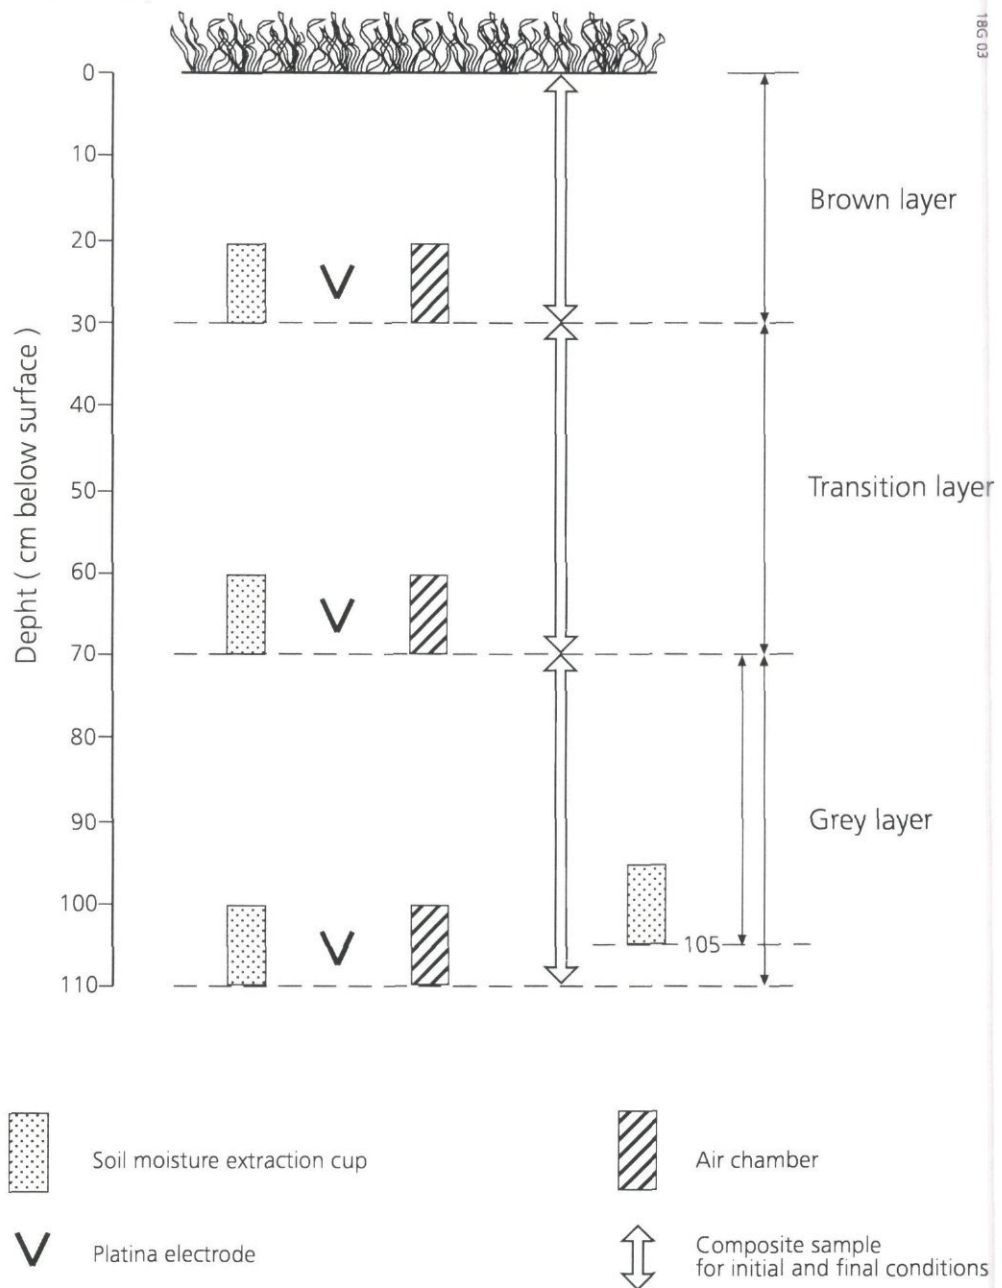 18G 03
0
10
Brown layer
20
30
40
Depht ( cm below surface )
50
Transition layer
60
70
80
90
Grey layer
100
105
110
Soil moisture extraction cup
Air chamber
Platina electrode
Composite sample
for initial and final conditions